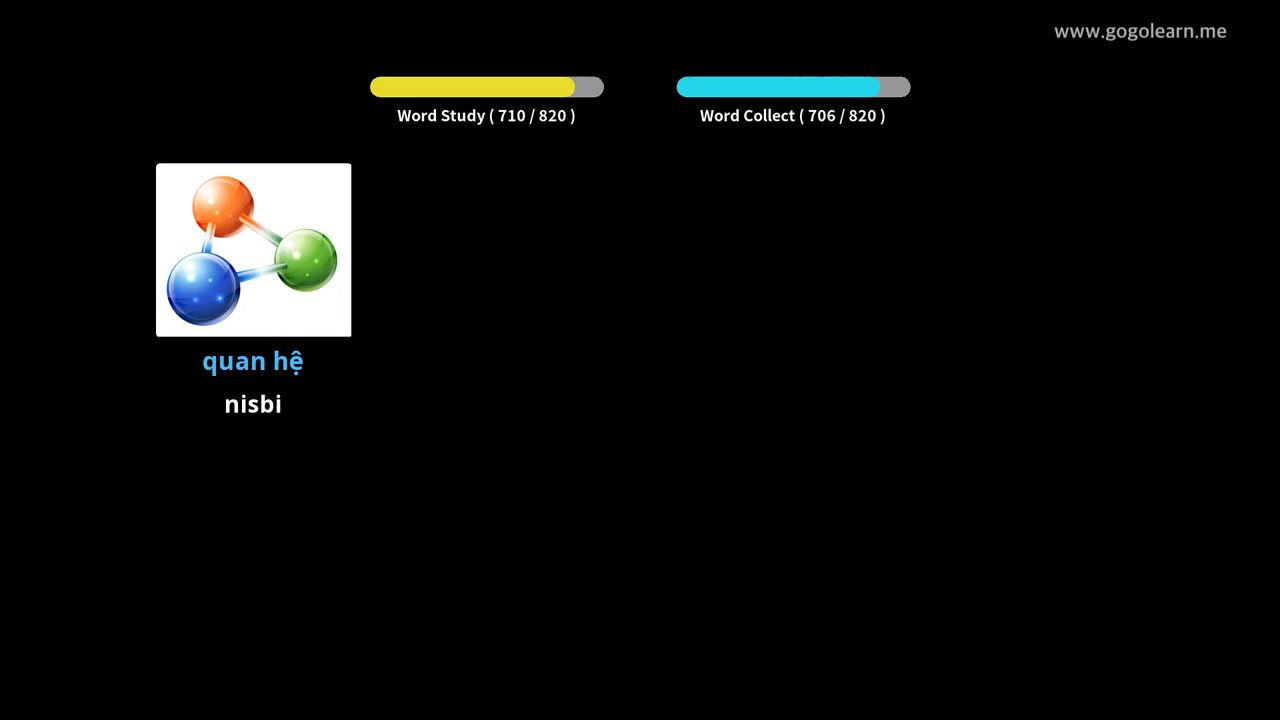 www.gogolearn.me
Word Study ( 710 / 820 )
Word Collect ( 706 / 820 )
quan hệ
nisbi